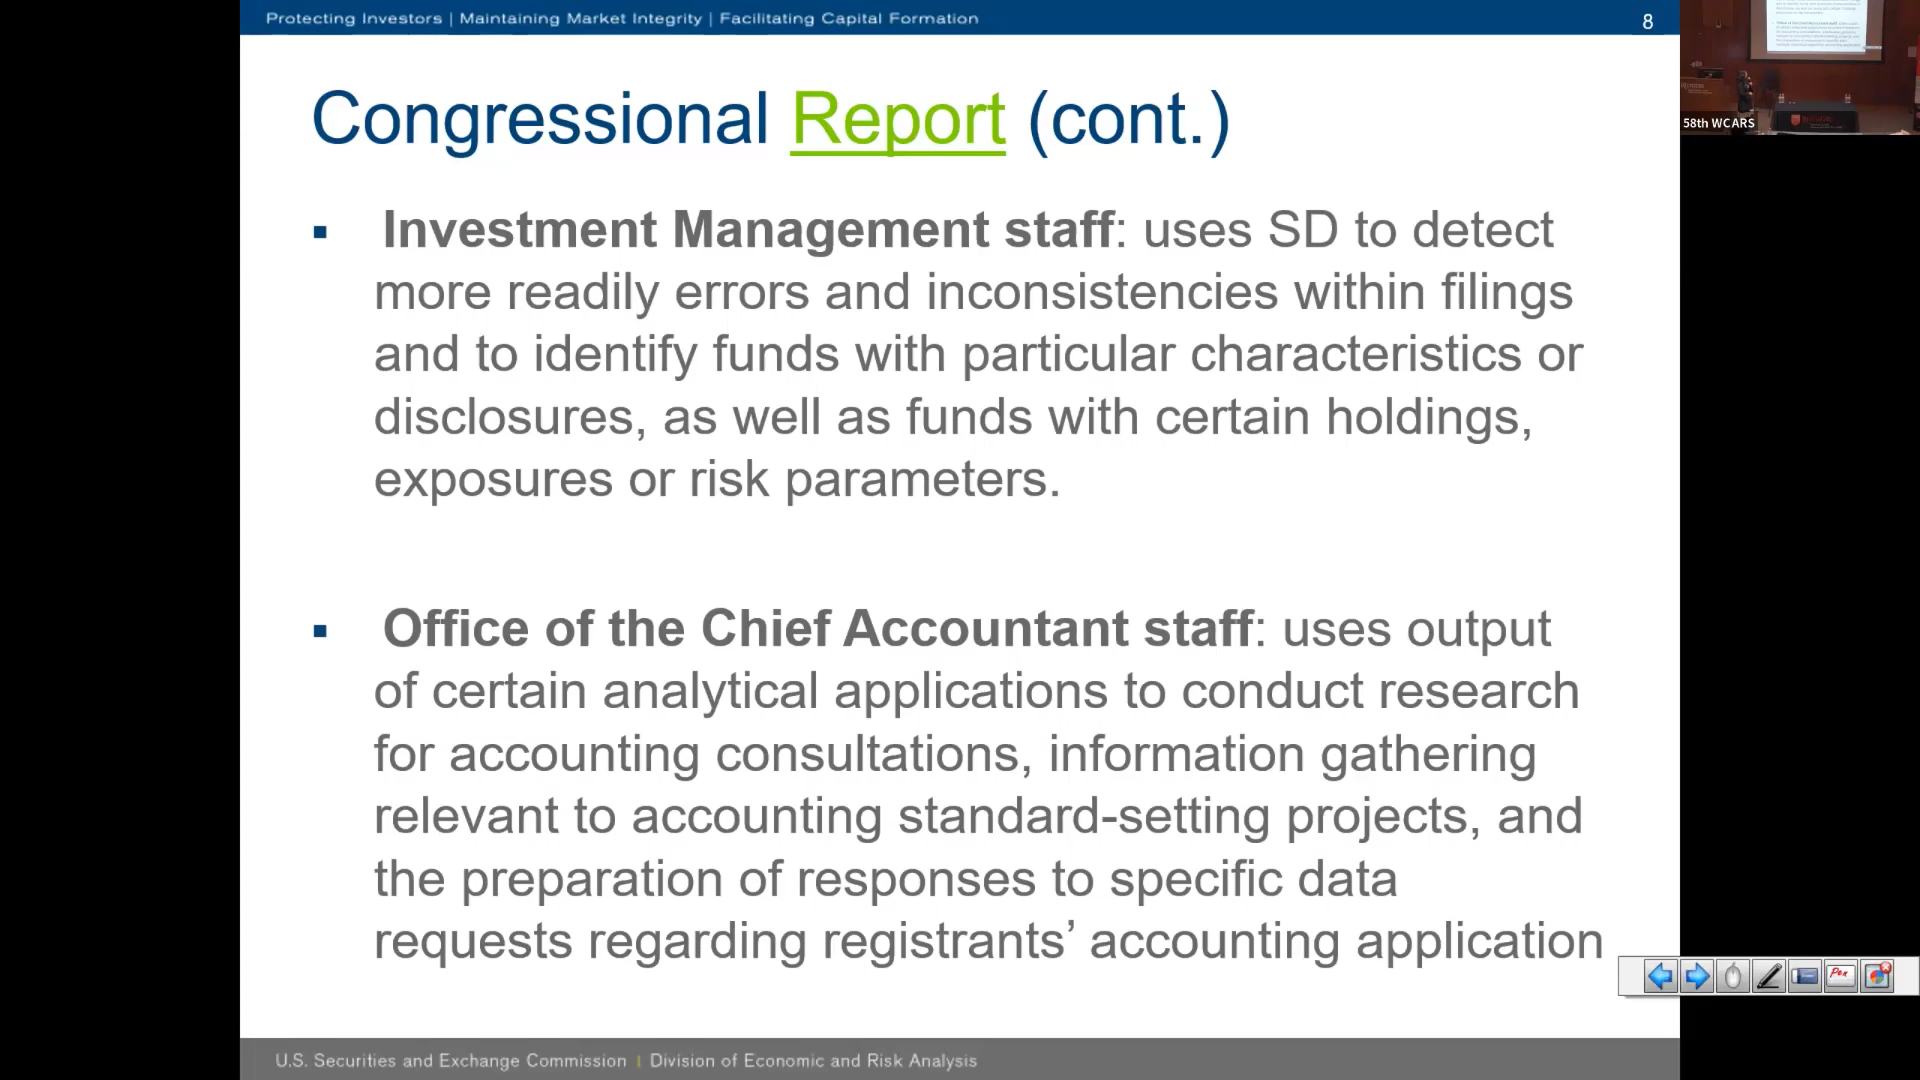 Protecting Investors | Maintaining Market Integrity | Facilitating Capital Formation
8
Congressional Report (cont.)
▪ Investment Management staff: uses SD to detect
more readily errors and inconsistencies within filings
and to identify funds with particular characteristics or
disclosures, as well as funds with certain holdings,
exposures or risk parameters.
▪ Office of the Chief Accountant staff: uses output
of certain analytical applications to conduct research
for accounting consultations, information gathering
relevant to accounting standard-setting projects, and
the preparation of responses to specific data
requests regarding registrants’ accounting application
U.S. Securities and Exchange Commission | Division of Economic and Risk Analysis
58th WCARS
Pen